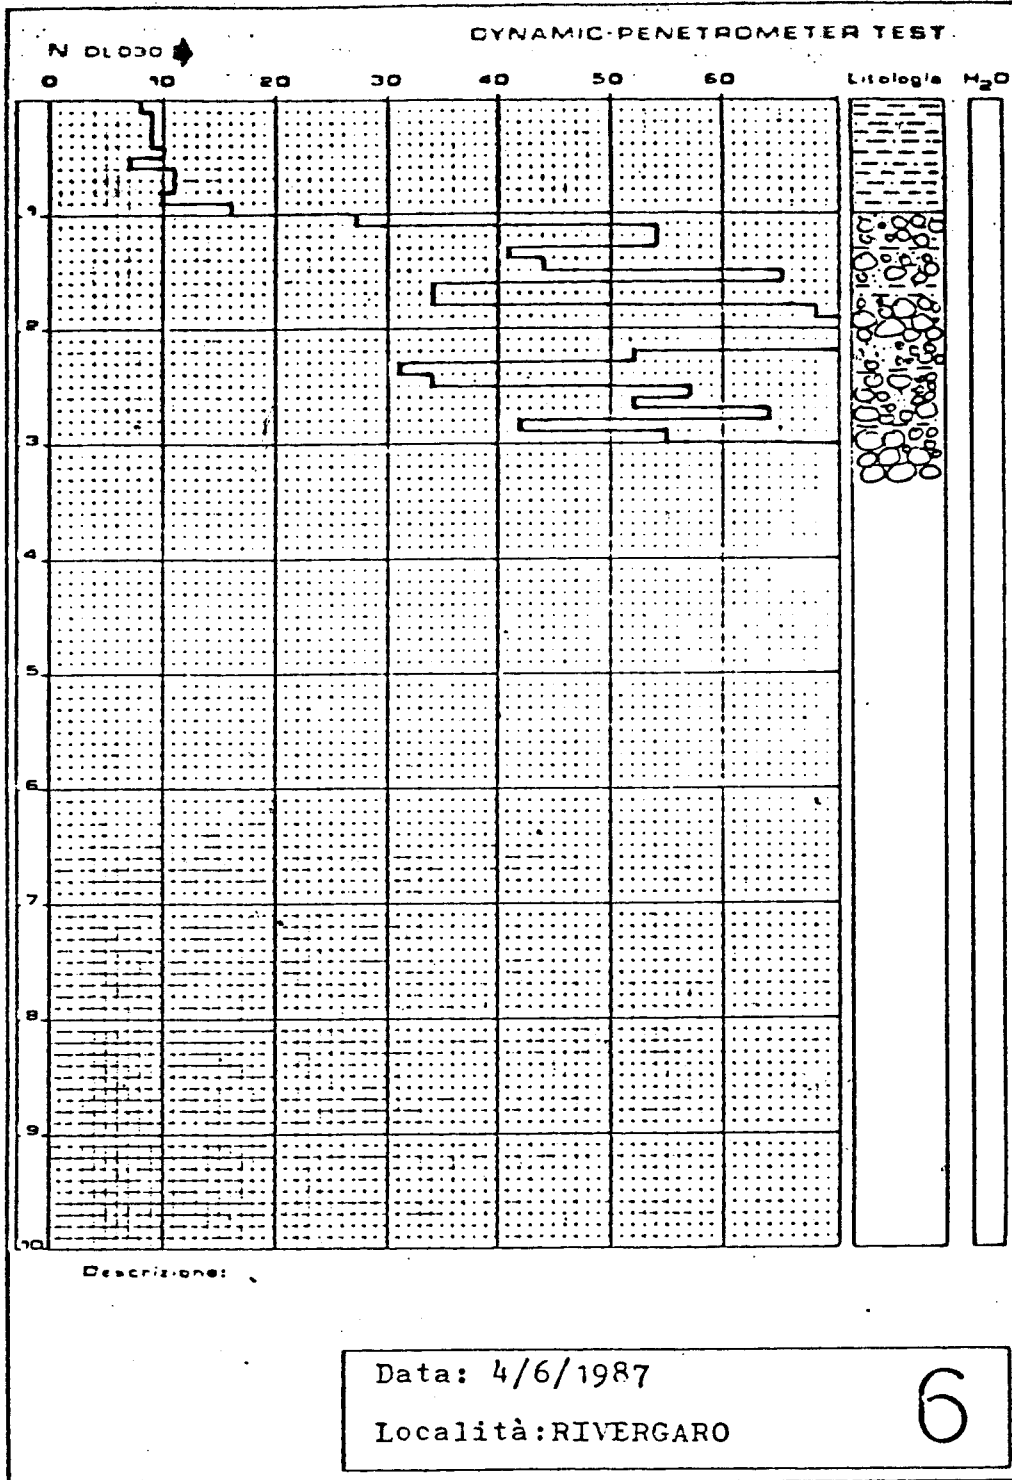 DYNAMIC-PENETROMETER TEST
N DL030
0 10 20 30 40 50 60 Litologia H2O
1
2
3
4
5
6
7
8
9
10
Descrizione:
Data: 4/6/1987
Località:RIVERGARO
6